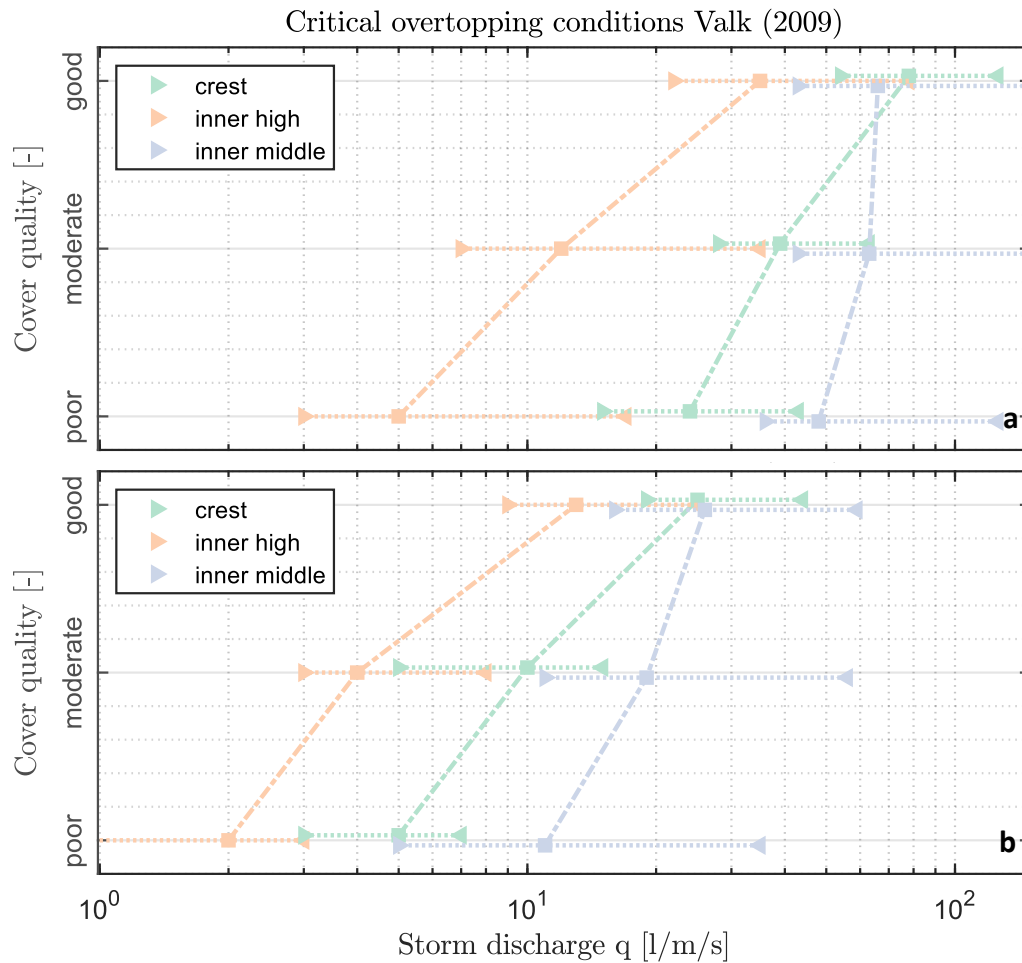 Critical overtopping conditions Valk (2009)
good
moderate
poor
Cover quality [-]
crest
inner high
inner middle
a
good
moderate
poor
Cover quality [-]
crest
inner high
inner middle
b
10^0
10^1
10^2
Storm discharge q [l/m/s]